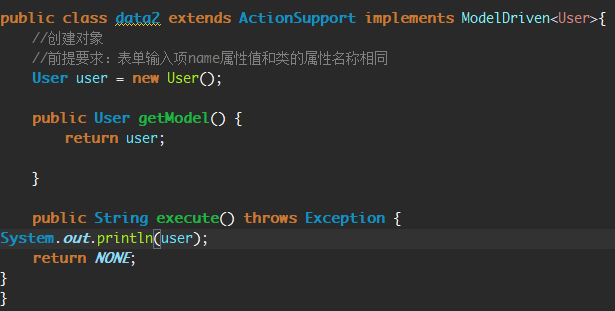 public class data2 extends ActionSupport implements ModelDriven<User>{
//创建对象
//前提要求：表单输入项name属性值和类的属性名称相同
User user = new User();
public User getModel() {
return user;
}
public String execute() throws Exception {
System.out.println(user);
return NONE;
}
}